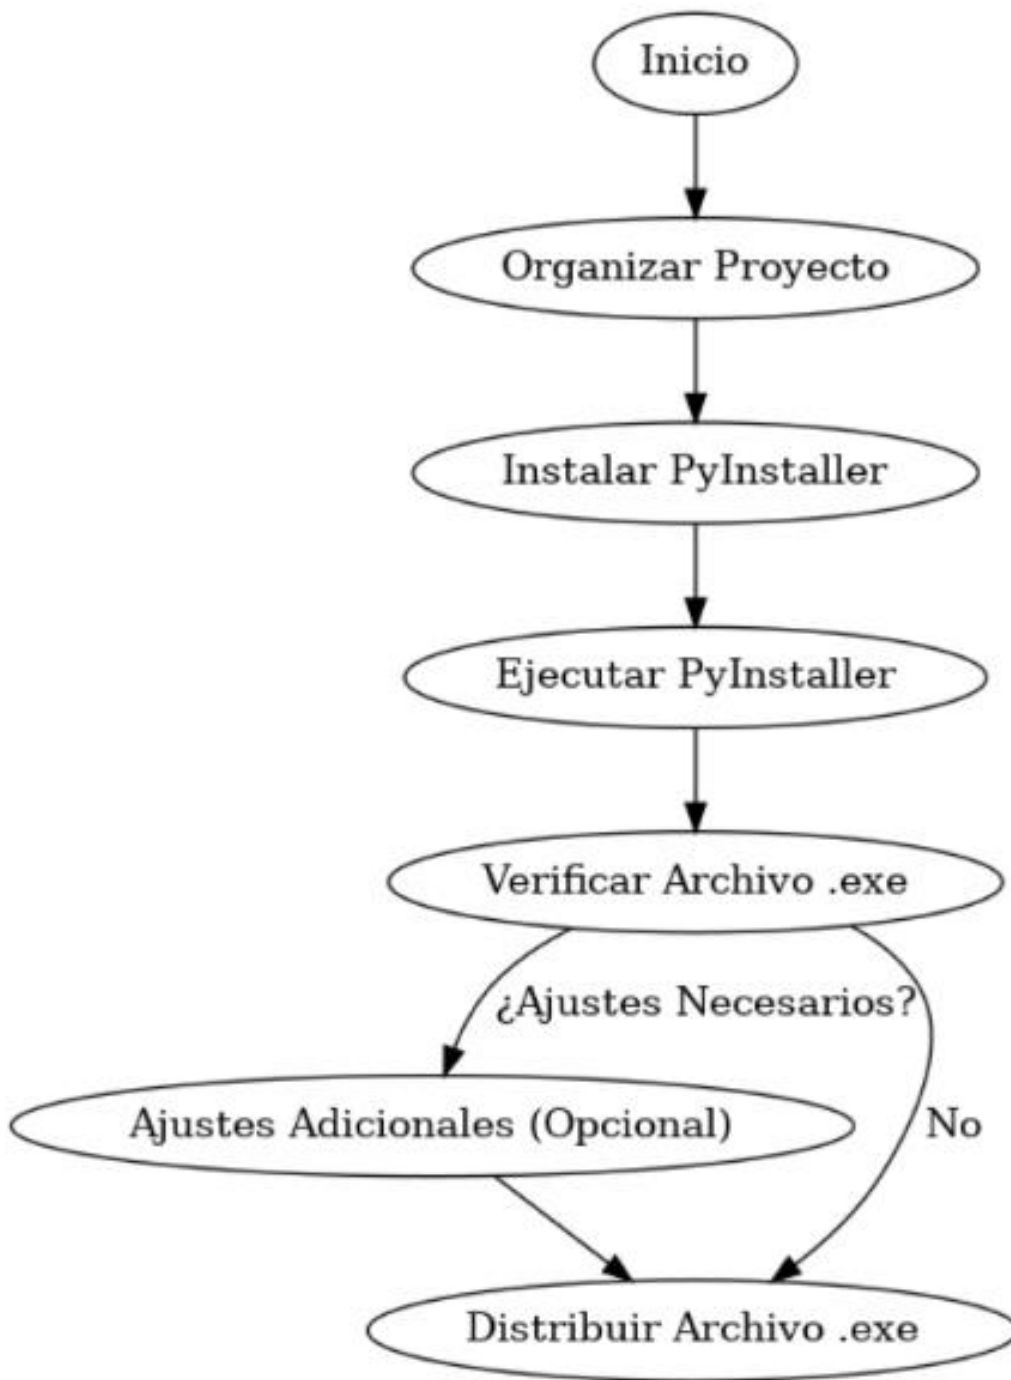 Inicio
Organizar Proyecto
Instalar PyInstaller
Ejecutar PyInstaller
Verificar Archivo .exe
¿Ajustes Necesarios?
Ajustes Adicionales (Opcional)
No
Distribuir Archivo .exe